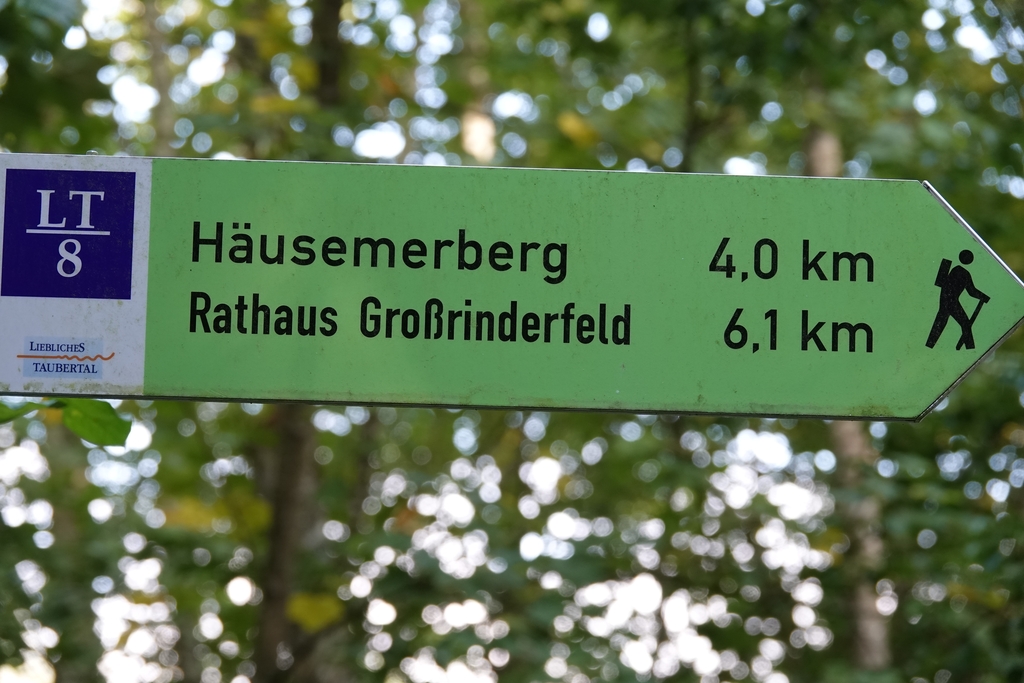 LT
8
LIEBLICHES
TAUBERTAL
Häusemerberg 4,0 km
Rathaus Großrinderfeld 6,1 km